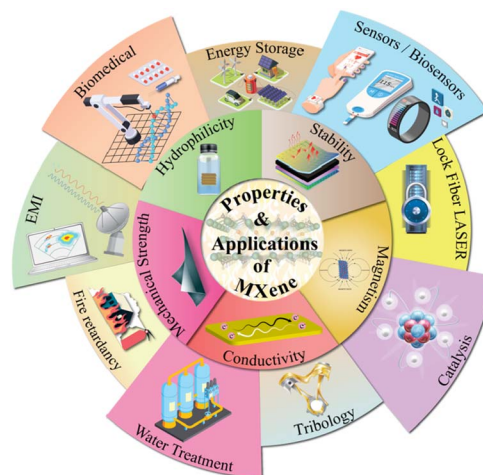 Properties
&
Applications
of
MXene
Hydrophilicity
Stability
Magnetism
Conductivity
Mechanical Strength
Biomedical
Energy Storage
Sensors / Biosensors
Lock Fiber LASER
Catalysis
Tribology
Water Treatment
Fire retardancy
EMI